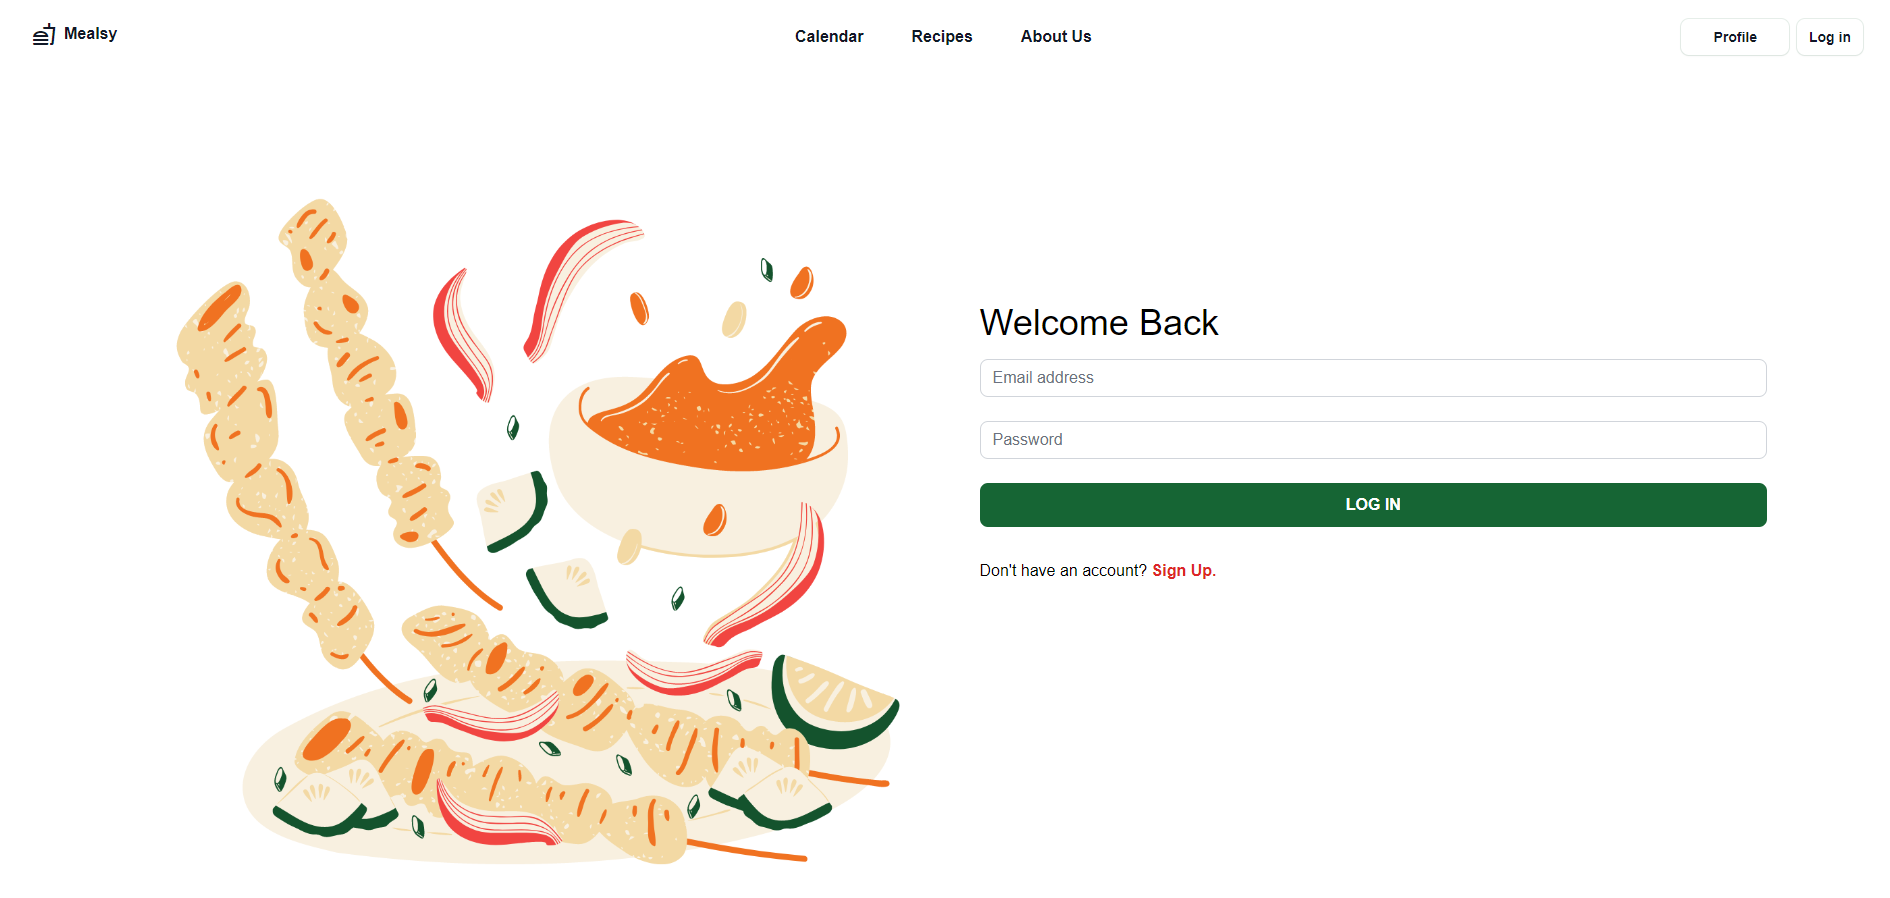 Mealsy
Calendar
Recipes
About Us
Profile
Log in
Welcome Back
Email address
Password
LOG IN
Don't have an account? Sign Up.